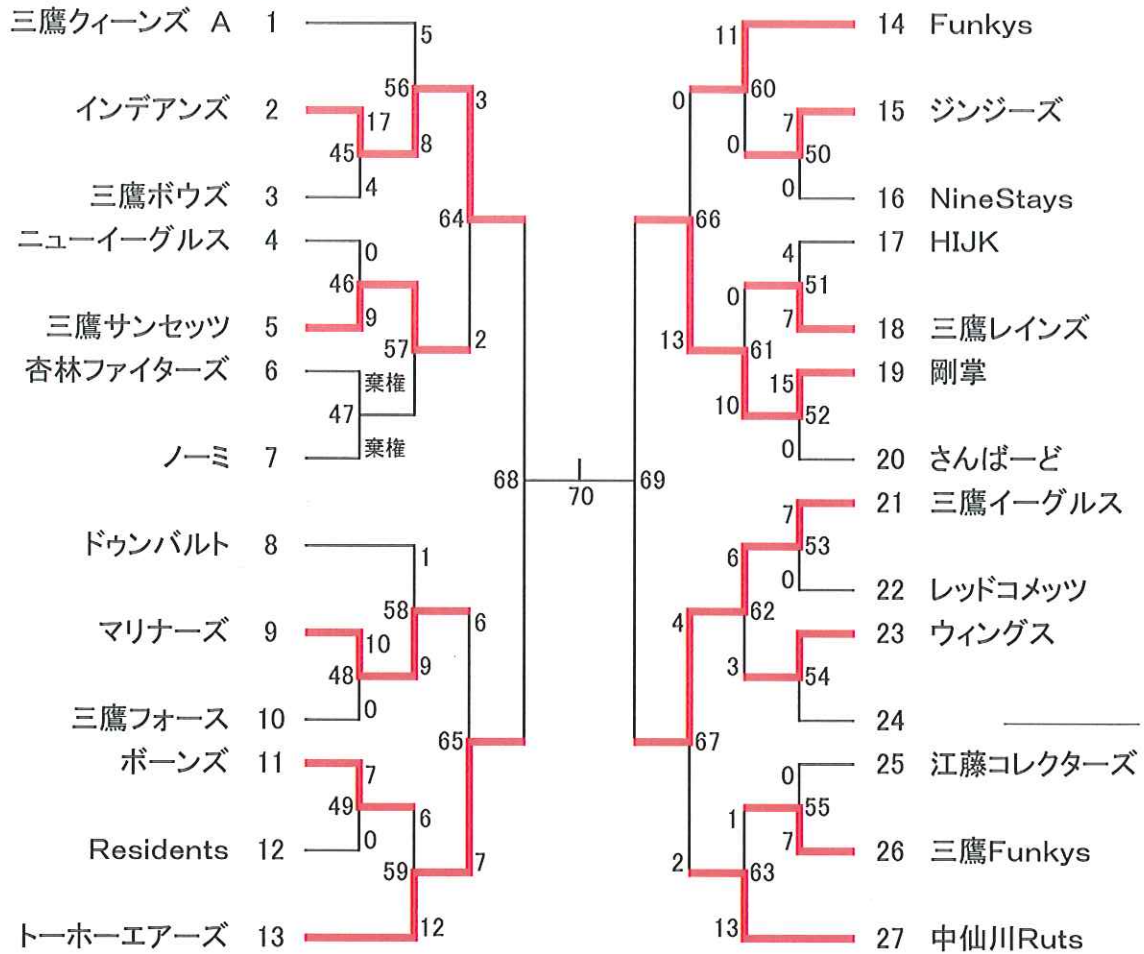 三鷹クィーンズ A 1
5
56
インデアンズ 2
17
3
45
8
三鷹ボウズ 3
4
ニューイーグルス 4
0
64
46
三鷹サンセッツ 5
9
57
2
杏林ファイターズ 6
棄権
47
ノーミ 7
棄権
68
70
69
ドゥンバルト 8
1
58
6
マリナーズ 9
10
48
9
三鷹フォース 10
0
65
ボーンズ 11
7
49
6
Residents 12
0
59
7
トーホーエアーズ 13
12
11
14 Funkys
0
60
7
15 ジンジーズ
0
50
0
16 NineStays
66
4
17 HIJK
0
51
7
18 三鷹レインズ
13
61
15
19 剛掌
10
52
0
20 さんばーど
7
21 三鷹イーグルス
6
53
0
22 レッドコメッツ
4
62
23 ウィングス
3
54
24
67
0
25 江藤コレクターズ
1
55
7
26 三鷹Funkys
2
63
13
27 中仙川Ruts